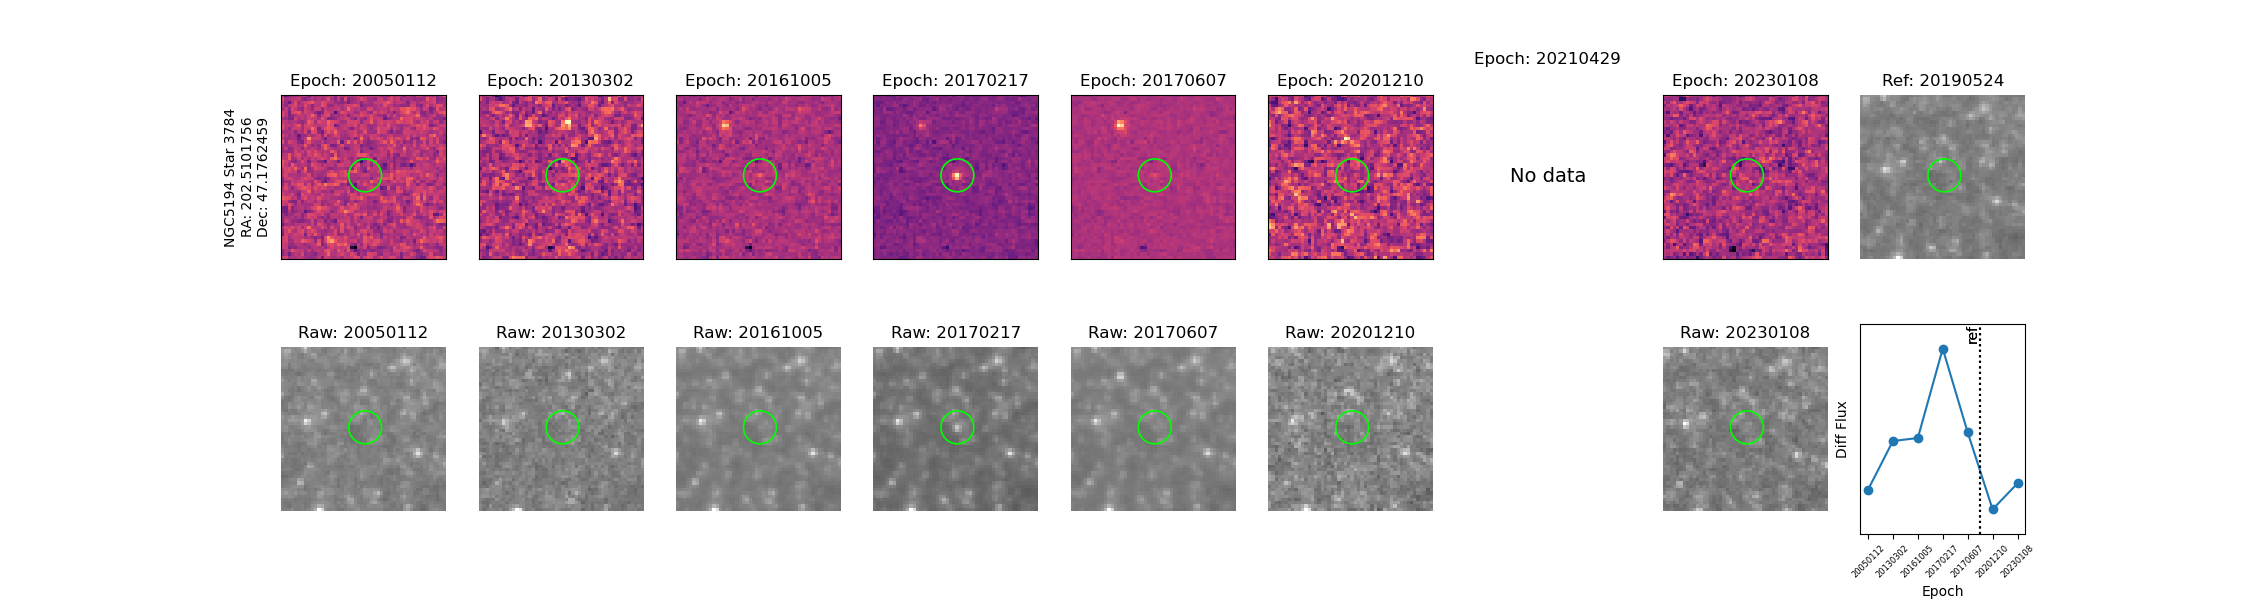 NGC5194 Star 3784
RA: 202.5101756
Dec: 47.1762459
Epoch: 20050112
Epoch: 20130302
Epoch: 20161005
Epoch: 20170217
Epoch: 20170607
Epoch: 20201210
Epoch: 20210429
No data
Epoch: 20230108
Ref: 20190524
Raw: 20050112
Raw: 20130302
Raw: 20161005
Raw: 20170217
Raw: 20170607
Raw: 20201210
Raw: 20230108
Diff Flux
ref
20050112
20130302
20161005
20170217
20170607
20201210
20230108
Epoch